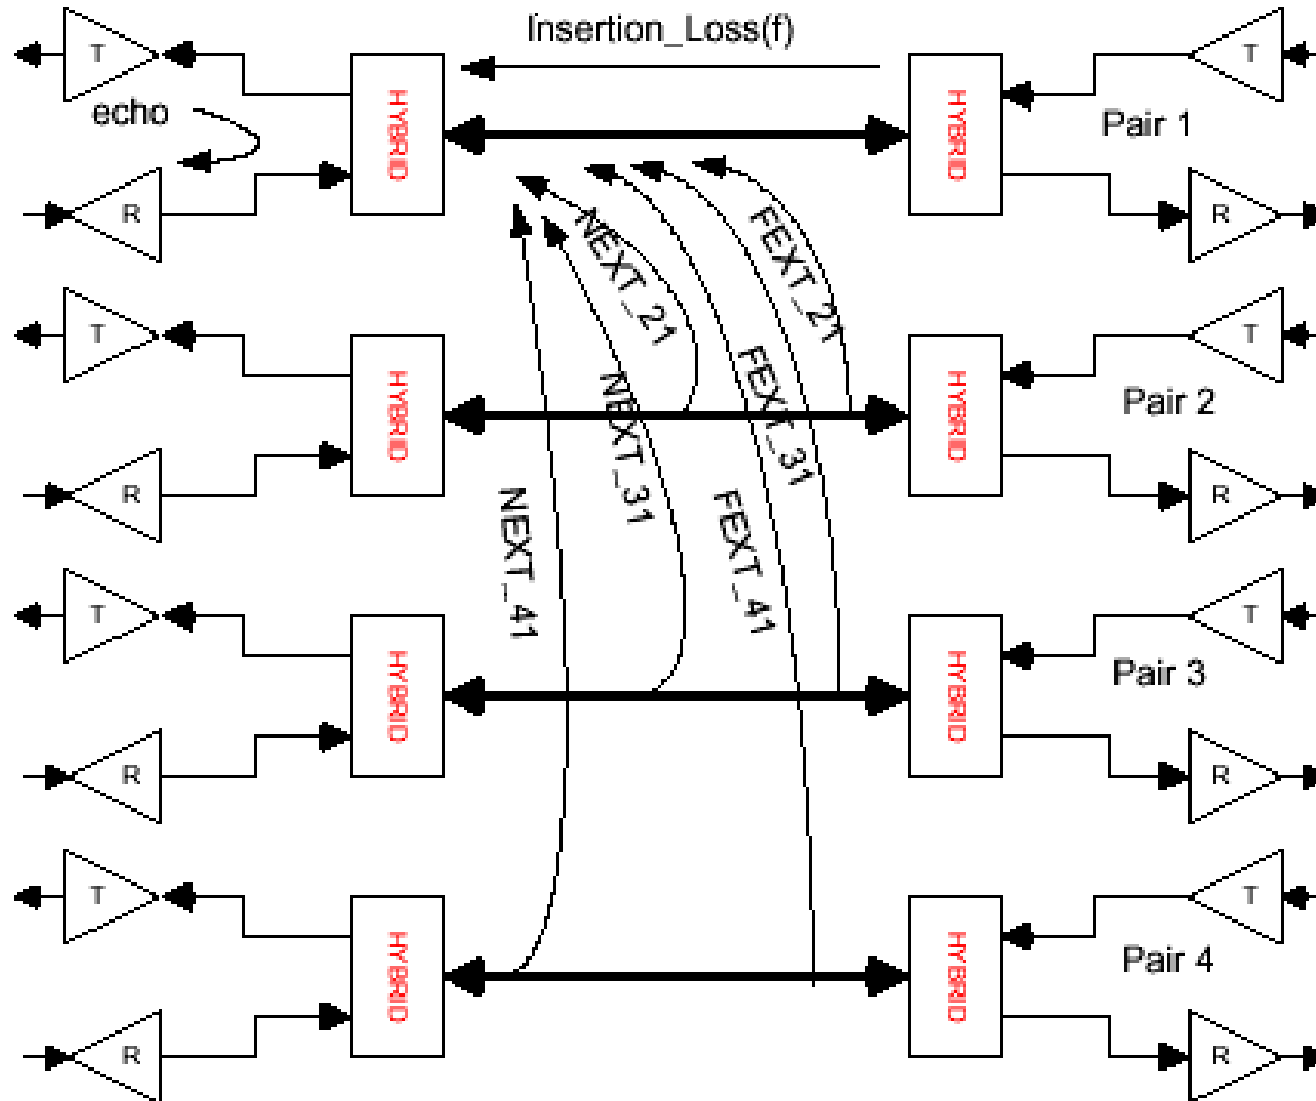 Insertion_Loss(f)
T
HYBRID
HYBRID
T
echo
Pair 1
R
R
NEXT_21
FEXT_21
T
HYBRID
HYBRID
T
NEXT_31
FEXT_31
Pair 2
R
R
NEXT_41
FEXT_41
T
HYBRID
HYBRID
T
Pair 3
R
R
T
HYBRID
HYBRID
T
Pair 4
R
R